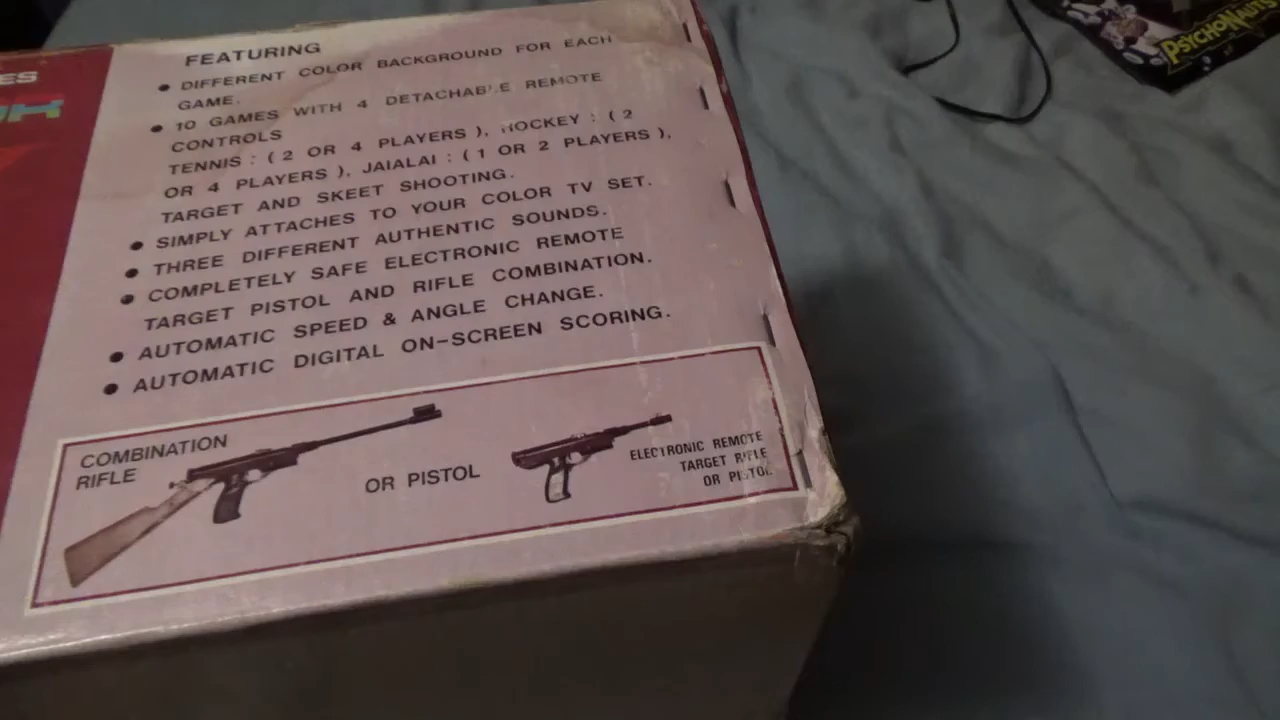 FEATURING
• DIFFERENT COLOR BACKGROUND FOR EACH
GAME.
• 10 GAMES WITH 4 DETACHABLE REMOTE
CONTROLS
TENNIS : ( 2 OR 4 PLAYERS ), HOCKEY : ( 2
OR 4 PLAYERS ), JAIALAI : ( 1 OR 2 PLAYERS ),
TARGET AND SKEET SHOOTING.
• SIMPLY ATTACHES TO YOUR COLOR TV SET.
• THREE DIFFERENT AUTHENTIC SOUNDS.
• COMPLETELY SAFE ELECTRONIC REMOTE
TARGET PISTOL AND RIFLE COMBINATION.
• AUTOMATIC SPEED & ANGLE CHANGE.
• AUTOMATIC DIGITAL ON-SCREEN SCORING.
COMBINATION
RIFLE
OR PISTOL
ELECTRONIC REMOTE
TARGET RIFLE
OR PISTOL
PSYCHONAUTS